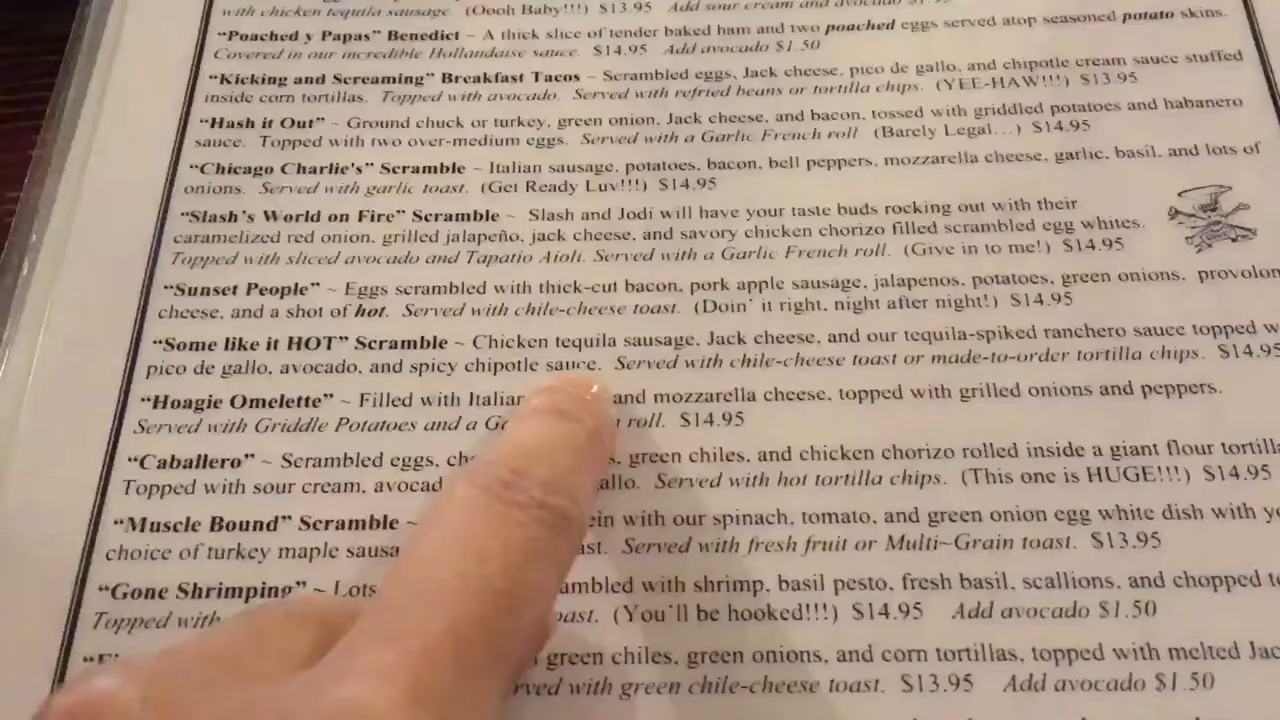 with chicken tequila sausage. (Oooh Baby!!!) $13.95 Add sour cream and avocado
"Poached y Papas" Benedict ~ A thick slice of tender baked ham and two poached eggs served atop seasoned potato skins.
Covered in our incredible Hollandaise sauce. $14.95 Add avocado $1.50
"Kicking and Screaming" Breakfast Tacos ~ Scrambled eggs, Jack cheese, pico de gallo, and chipotle cream sauce stuffed
inside corn tortillas. Topped with avocado. Served with refried beans or tortilla chips. (YEE-HAW!!!) $13.95
"Hash it Out" ~ Ground chuck or turkey, green onion, Jack cheese, and bacon, tossed with griddled potatoes and habanero
sauce. Topped with two over-medium eggs. Served with a Garlic French roll (Barely Legal...) $14.95
"Chicago Charlie's" Scramble ~ Italian sausage, potatoes, bacon, bell peppers, mozzarella cheese, garlic, basil, and lots of
onions. Served with garlic toast. (Get Ready Luv!!!) $14.95
"Slash's World on Fire" Scramble ~ Slash and Jodi will have your taste buds rocking out with their
caramelized red onion, grilled jalapeño, jack cheese, and savory chicken chorizo filled scrambled egg whites.
Topped with sliced avocado and Tapatio Aioli. Served with a Garlic French roll. (Give in to me!) $14.95
"Sunset People" ~ Eggs scrambled with thick-cut bacon, pork apple sausage, jalapenos, potatoes, green onions, provolon
cheese, and a shot of hot. Served with chile-cheese toast. (Doin' it right, night after night!) $14.95
"Some like it HOT" Scramble ~ Chicken tequila sausage, Jack cheese, and our tequila-spiked ranchero sauce topped w
pico de gallo, avocado, and spicy chipotle sauce. Served with chile-cheese toast or made-to-order tortilla chips. $14.95
"Hoagie Omelette" ~ Filled with Italian and mozzarella cheese, topped with grilled onions and peppers.
Served with Griddle Potatoes and a roll. $14.95
"Caballero" ~ Scrambled eggs, green chiles, and chicken chorizo rolled inside a giant flour tortilla
Topped with sour cream, avocad allo. Served with hot tortilla chips. (This one is HUGE!!!) $14.95
"Muscle Bound" Scramble ~ ein with our spinach, tomato, and green onion egg white dish with yo
choice of turkey maple sausa ast. Served with fresh fruit or Multi~Grain toast. $13.95
"Gone Shrimping" ~ Lots ambled with shrimp, basil pesto, fresh basil, scallions, and chopped to
Topped with oast. (You'll be hooked!!!) $14.95 Add avocado $1.50
green chiles, green onions, and corn tortillas, topped with melted Jac
rved with green chile-cheese toast. $13.95 Add avocado $1.50